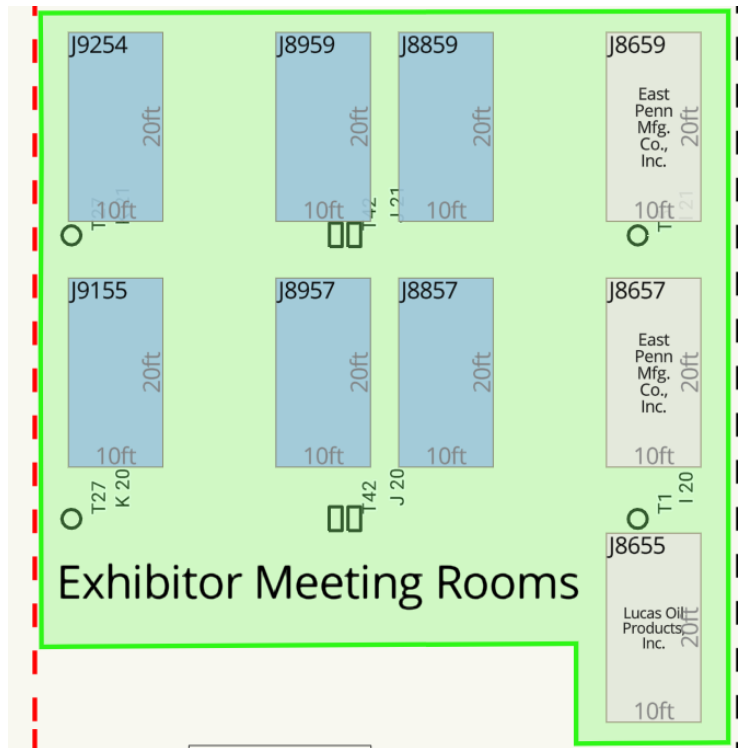 J9254
J8959
J8859
J8659
East
Penn
Mfg.
Co.,
Inc.
20ft
20ft
20ft
20ft
10ft
10ft
10ft
10ft
J9155
J8957
J8857
J8657
East
Penn
Mfg.
Co.,
Inc.
20ft
20ft
20ft
20ft
10ft
10ft
10ft
10ft
T27
K 20
T42
J 20
T1
I 20
J8655
Exhibitor Meeting Rooms
Lucas Oil
Products,
Inc.
20ft
10ft